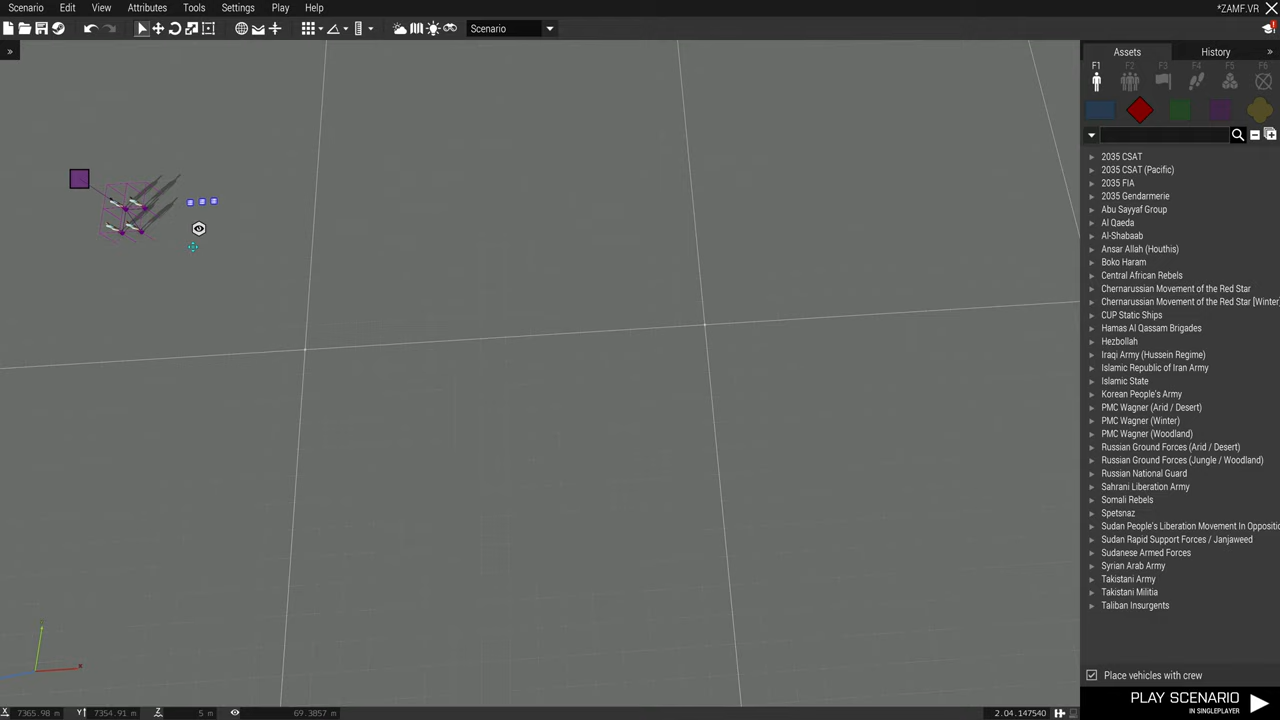 Scenario Edit View Attributes Tools Settings Play Help *ZAMF.VR
Scenario
Assets History
F1 F2 F3 F4 F5 F6
2035 CSAT
2035 CSAT (Pacific)
2035 FIA
2035 Gendarmerie
Abu Sayyaf Group
Al Qaeda
Al-Shabaab
Ansar Allah (Houthis)
Boko Haram
Central African Rebels
Chernarussian Movement of the Red Star
Chernarussian Movement of the Red Star [Winter
CUP Static Ships
Hamas Al Qassam Brigades
Hezbollah
Iraqi Army (Hussein Regime)
Islamic Republic of Iran Army
Islamic State
Korean People's Army
PMC Wagner (Arid / Desert)
PMC Wagner (Winter)
PMC Wagner (Woodland)
Russian Ground Forces (Arid / Desert)
Russian Ground Forces (Jungle / Woodland)
Russian National Guard
Sahrani Liberation Army
Somali Rebels
Spetsnaz
Sudan People's Liberation Movement In Oppositio
Sudan Rapid Support Forces / Janjaweed
Sudanese Armed Forces
Syrian Arab Army
Takistani Army
Takistani Militia
Taliban Insurgents
Place vehicles with crew
PLAY SCENARIO
IN SINGLEPLAYER
x
X 7365.98 m Y 7354.91 m Z 5 m 69.3857 m 2.04.147540